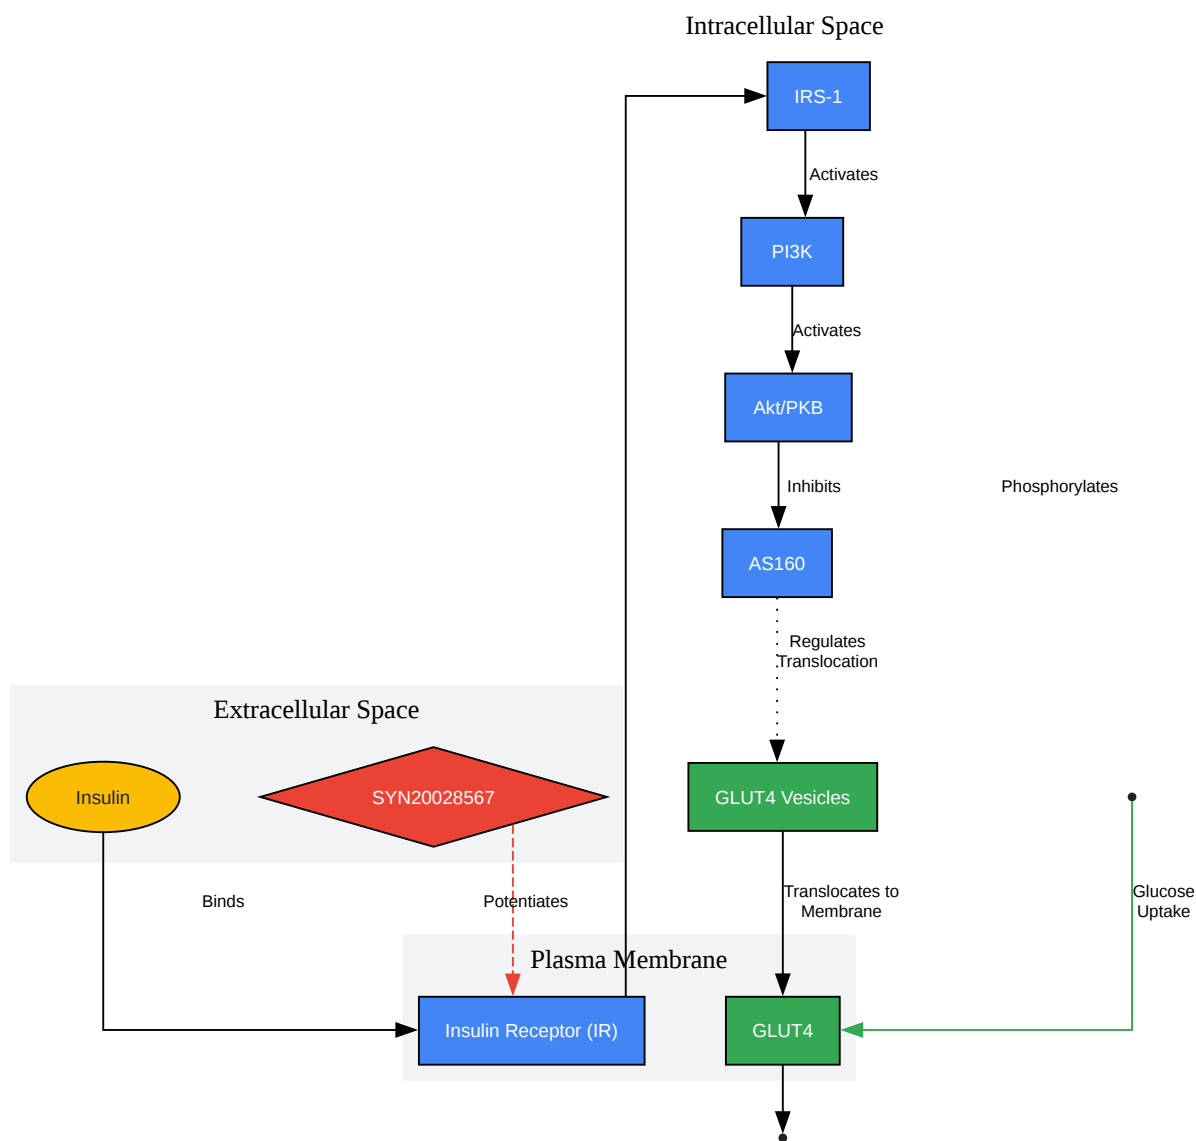 Intracellular Space
IRS-1
Activates
PI3K
Activates
Akt/PKB
Inhibits
Phosphorylates
AS160
Regulates
Translocation
Extracellular Space
Insulin
SYN20028567
GLUT4 Vesicles
Binds
Potentiates
Translocates to
Membrane
Glucose
Uptake
Plasma Membrane
Insulin Receptor (IR)
GLUT4